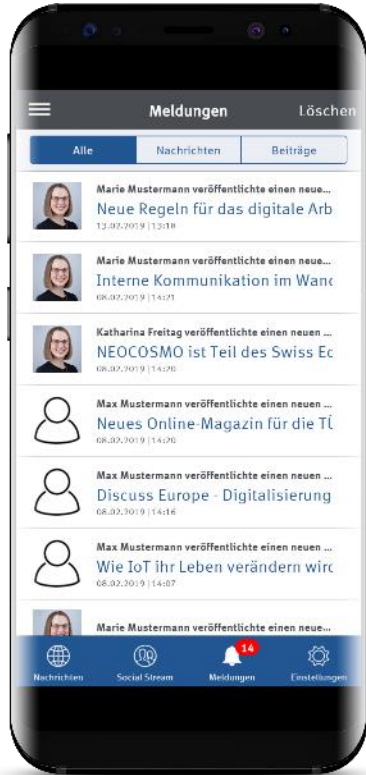 Meldungen
Löschen
Alle
Nachrichten
Beiträge
Marie Mustermann veröffentlichte einen neue...
Neue Regeln für das digitale Arb
13.02.2019 | 13:18
Marie Mustermann veröffentlichte einen neue...
Interne Kommunikation im Wand
08.02.2019 | 14:21
Katharina Freitag veröffentlichte einen neuen ...
NEOCOSMO ist Teil des Swiss Ec
08.02.2019 | 14:20
Max Mustermann veröffentlichte einen neuen ...
Neues Online-Magazin für die TÜ
08.02.2019 | 14:20
Max Mustermann veröffentlichte einen neuen ...
Discuss Europe - Digitalisierung
08.02.2019 | 14:16
Max Mustermann veröffentlichte einen neuen ...
Wie IoT ihr Leben verändern wird
08.02.2019 | 14:07
Marie Mustermann veröffentlichte einen neue...
14
Nachrichten
Social Stream
Meldungen
Einstellungen